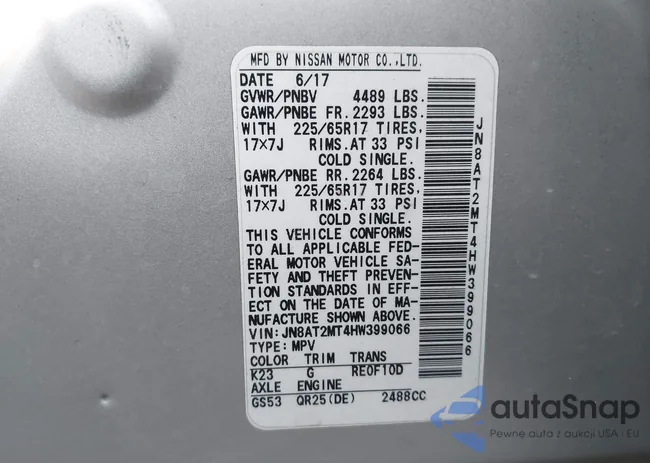 MFD BY NISSAN MOTOR CO.,LTD.
DATE 6/17
GVWR/PNBV 4489 LBS.
GAWR/PNBE FR. 2293 LBS.
WITH 225/65R17 TIRES,
17×7J RIMS.AT 33 PSI
COLD SINGLE.
GAWR/PNBE RR. 2264 LBS.
WITH 225/65R17 TIRES,
17×7J RIMS.AT 33 PSI
COLD SINGLE.
THIS VEHICLE CONFORMS
TO ALL APPLICABLE FED-
ERAL MOTOR VEHICLE SA-
FETY AND THEFT PREVEN-
TION STANDARDS IN EFF-
ECT ON THE DATE OF MA-
NUFACTURE SHOWN ABOVE.
VIN: JN8AT2MT4HW399066
TYPE: MPV
COLOR TRIM TRANS
K23 G RE0F10D
AXLE ENGINE
GS53 QR25(DE) 2488CC
JN8AT2MT4HW399066
autaSnap
Pewne auta z aukcji USA i EU